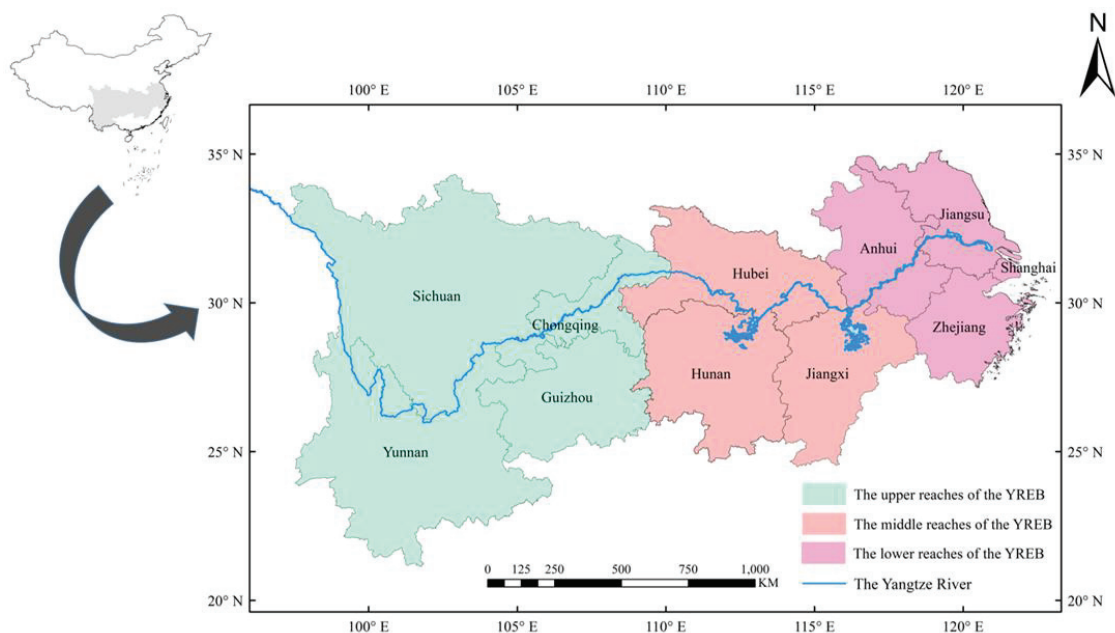 N
100° E 105° E 110° E 115° E 120° E
35° N 35° N
30° N 30° N
25° N 25° N
20° N 20° N
Sichuan
Chongqing
Guizhou
Yunnan
Hubei
Hunan
Jiangxi
Anhui
Jiangsu
Shanghai
Zhejiang
The upper reaches of the YREB
The middle reaches of the YREB
The lower reaches of the YREB
The Yangtze River
0 125 250 500 750 1,000
KM
100° E 105° E 110° E 115° E 120° E